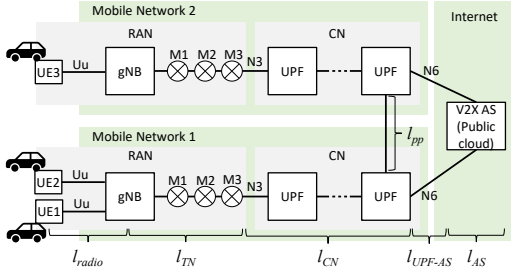 Mobile Network 2
Internet
RAN
CN
M1 M2 M3
UE3
Uu
gNB
N3
UPF
UPF
N6
V2X AS
(Public
cloud)
l_pp
Mobile Network 1
RAN
CN
M1 M2 M3
UE2
Uu
gNB
N3
UPF
UPF
N6
Uu
UE1
l_radio
l_TN
l_CN
l_UPF-AS
l_AS